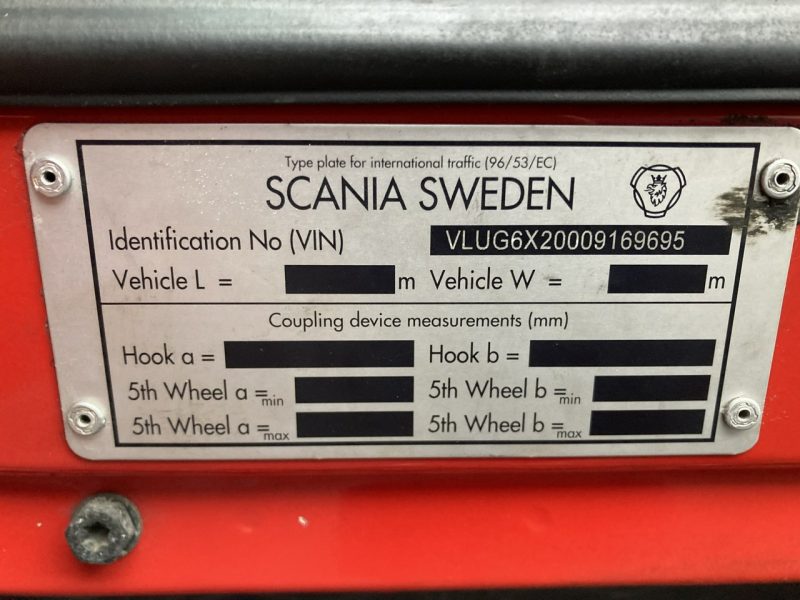 Type plate for international traffic (96/53/EC)
SCANIA SWEDEN
Identification No (VIN) VLUG6X20009169695
Vehicle L = m Vehicle W = m
Coupling device measurements (mm)
Hook a = Hook b =
5th Wheel a =min 5th Wheel b =min
5th Wheel a =max 5th Wheel b =max